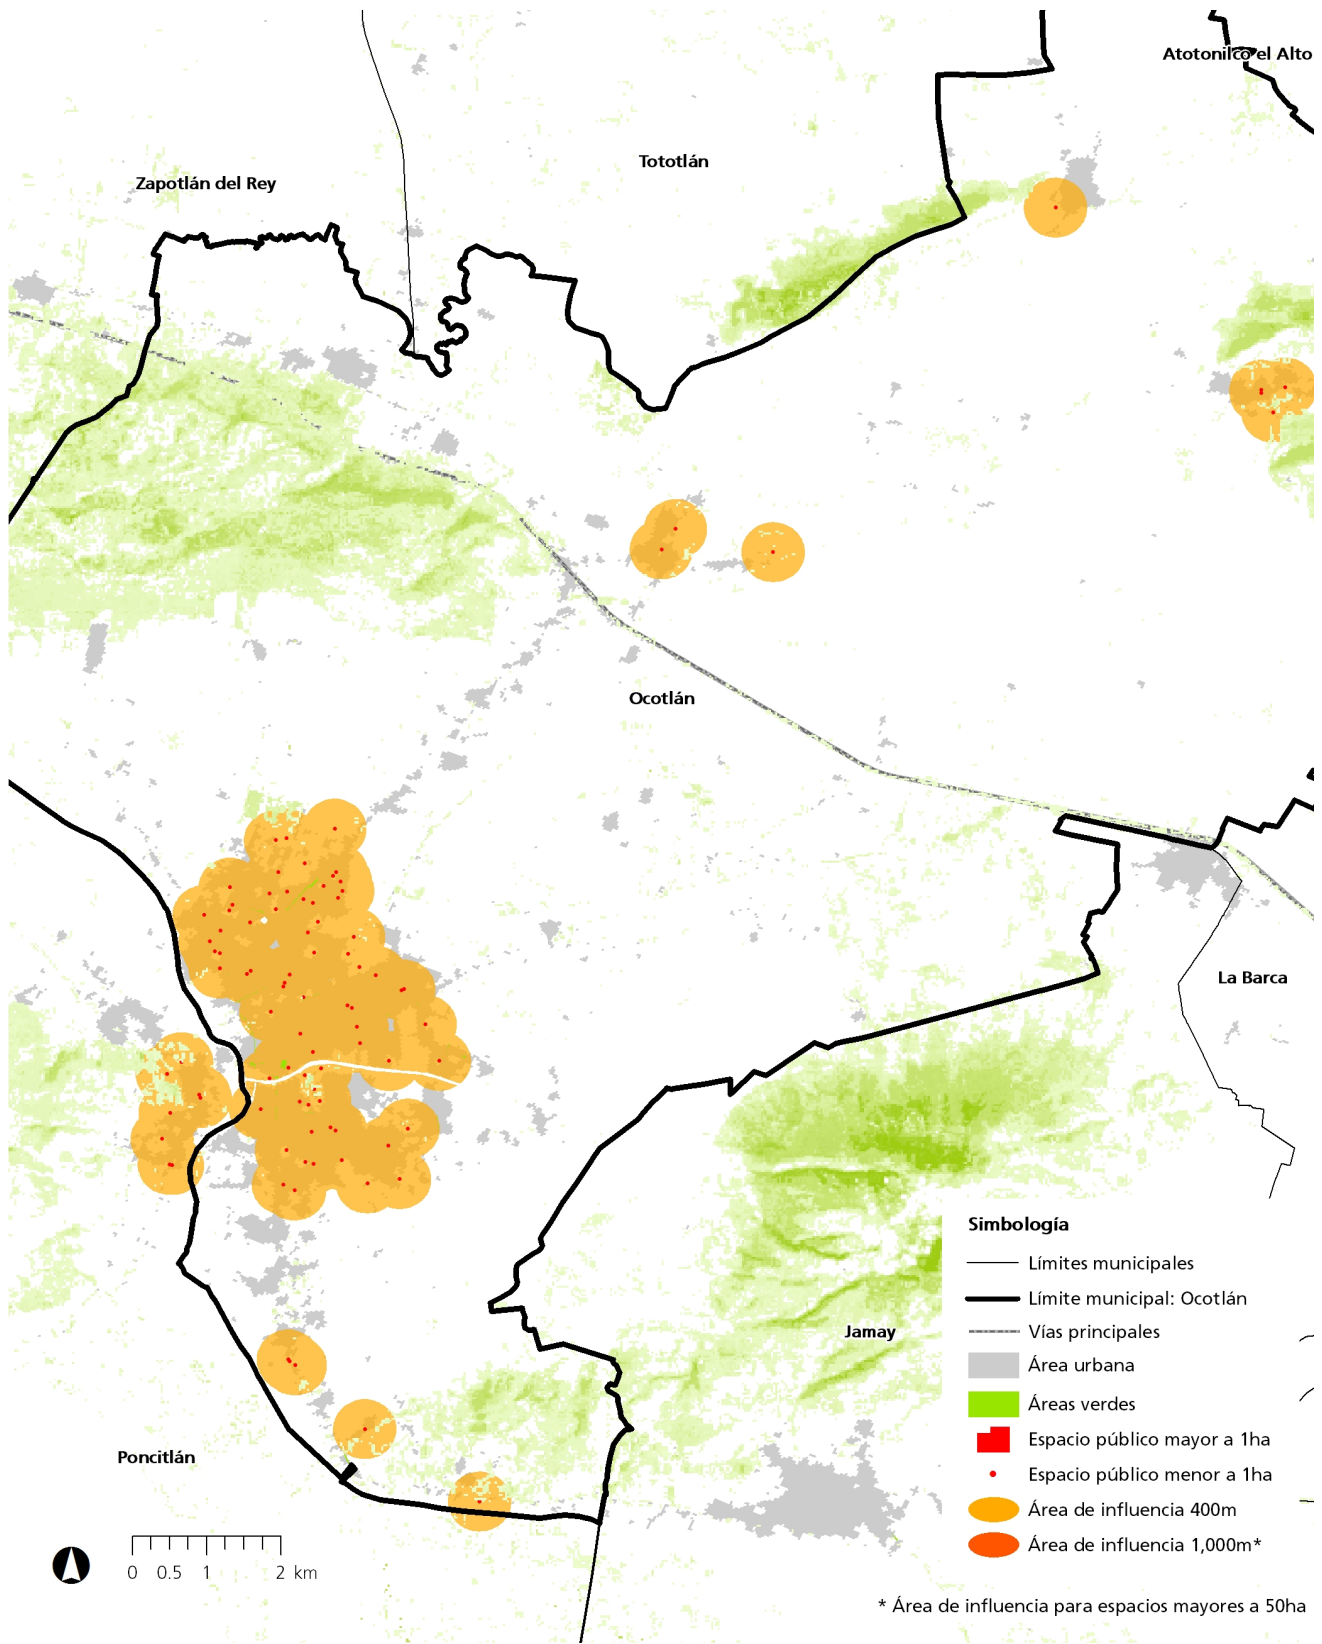 Atotonilco el Alto
Tototlán
Zapotlán del Rey
Ocotlán
La Barca
Simbología
Límites municipales
Límite municipal: Ocotlán
Vías principales
Área urbana
Áreas verdes
Espacio público mayor a 1ha
Espacio público menor a 1ha
Área de influencia 400m
Área de influencia 1,000m*
Jamay
Poncitlán
0 0.5 1 2 km
* Área de influencia para espacios mayores a 50ha